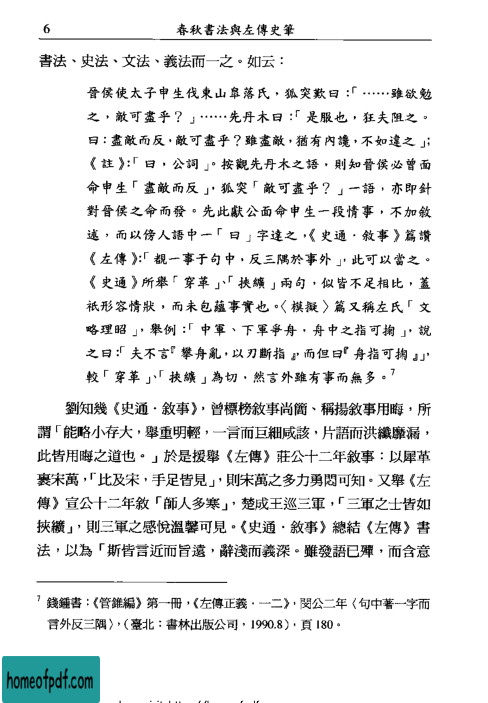 6
春秋書法與左傳史筆
書法、史法、文法、義法而一之。如云：
晉侯使太子申生伐東山皋落氏，狐突歎曰：「……雖欲勉
之，敵可盡乎？」……先丹木曰：「是服也，狂夫阻之。
曰：盡敵而反，敵可盡乎？雖盡敵，猶有內讒，不如違之」；
《註》：「曰，公詞」。按觀先丹木之語，則知晉侯必曾面
命申生「盡敵而反」，狐突「敵可盡乎？」一語，亦即針
對晉侯之命而發。先此獻公面命申生一段情事，不加敘
述，而以傍人語中一「曰」字達之，《史通．敘事》篇讚
《左傳》：「覩一事于句中，反三隅於事外」，此可以當之。
《史通》所舉「穿革」、「挾纊」兩句，似皆不足相比，蓋
祇形容情狀，而未包蘊事實也。〈模擬〉篇又稱左氏「文
略理昭」，舉例：「中軍、下軍爭舟，舟中之指可掬」，說
之曰：「夫不言『攀舟亂，以刃斷指』，而但曰『舟指可掬』」，
較「穿革」、「挾纊」為切，然言外雖有事而無多。7
劉知幾《史通．敘事》，曾標榜敘事尚簡、稱揚敘事用晦，所
謂「能略小存大，舉重明輕，一言而巨細咸該，片語而洪纖靡漏，
此皆用晦之道也。」於是援舉《左傳》莊公十二年敘事：以犀革
裹宋萬，「比及宋，手足皆見」，則宋萬之多力勇悶可知。又舉《左
傳》宣公十二年敘「師人多寒」，楚成王巡三軍，「三軍之士皆如
挾纊」，則三軍之感悅溫馨可見。《史通．敘事》總結《左傳》書
法，以為「斯皆言近而旨遠，辭淺而義深。雖發語已殫，而含意
7 錢鍾書：《管錐編》第一冊，《左傳正義．一二》，閔公二年〈句中著一字而
言外反三隅〉，（臺北：書林出版公司，1990.8），頁180。
homeofpdf.com